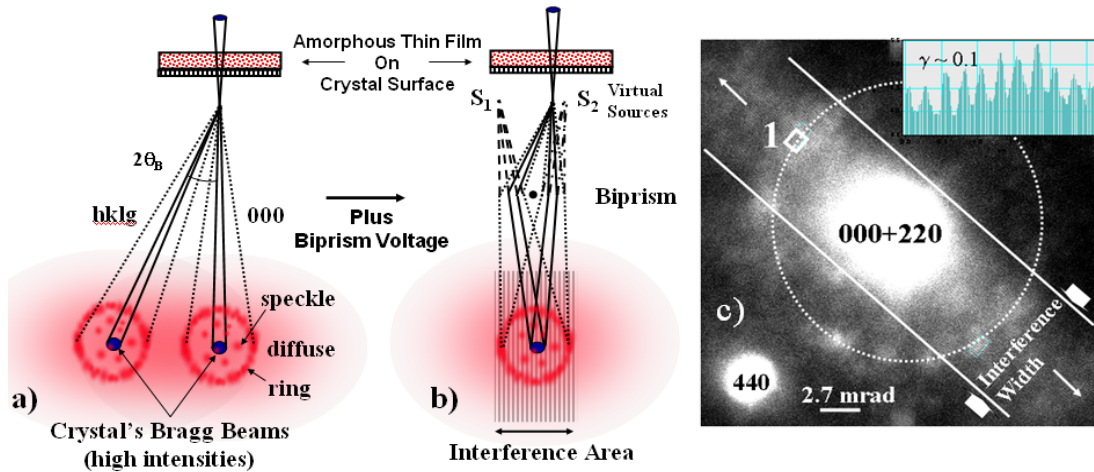 Amorphous Thin Film
On
Crystal Surface
2θB
hklg
000
Plus
Biprism Voltage
speckle
diffuse
ring
a)
Crystal's Bragg Beams
(high intensities)
S1
S2 Virtual
Sources
Biprism
b)
Interference Area
γ ~ 0.1
1
000+220
c)
Interference
Width
440
2.7 mrad